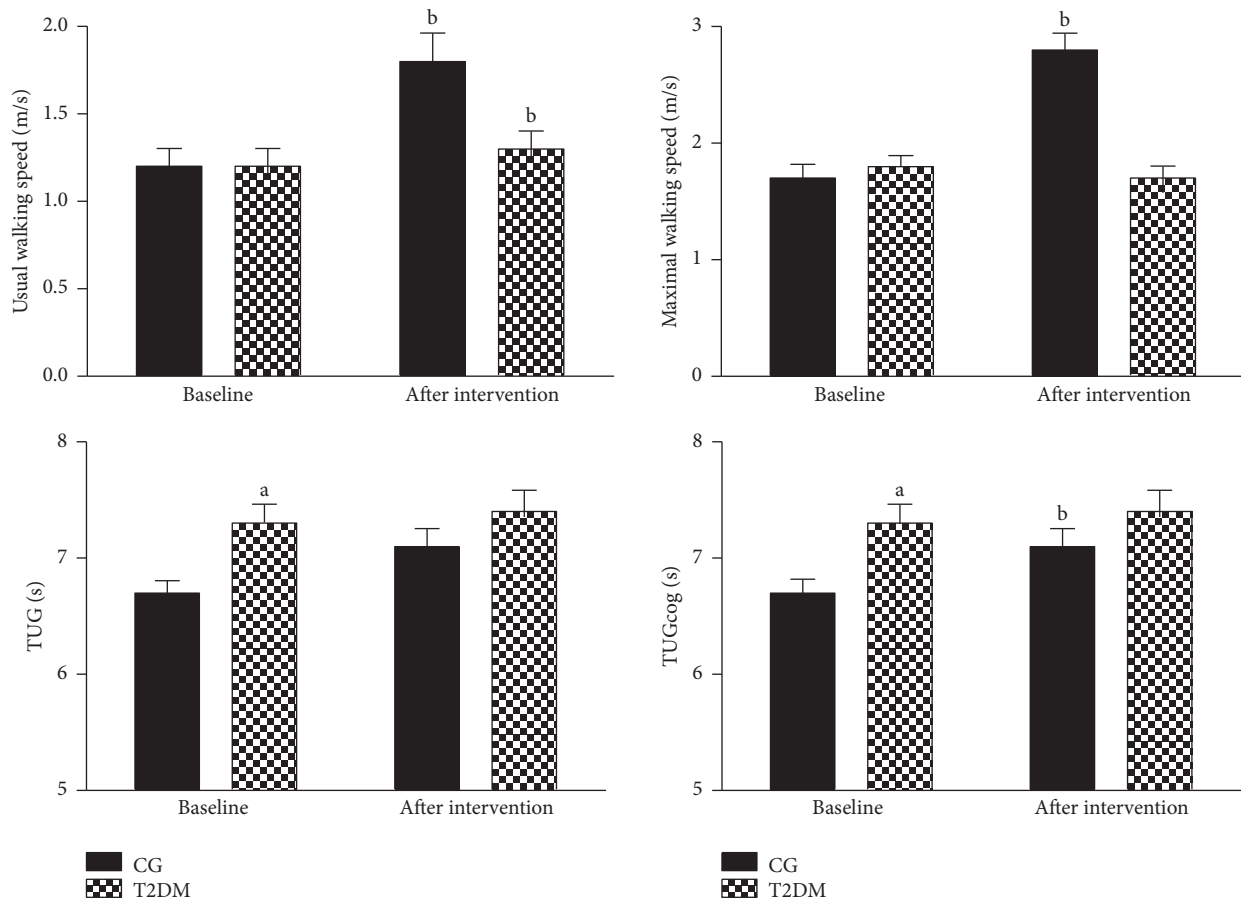 Usual walking speed (m/s)
2.0
1.5
1.0
0.5
0.0
b
b
Baseline
After intervention
Maximal walking speed (m/s)
3
2
1
0
b
Baseline
After intervention
TUG (s)
8
7
6
5
a
Baseline
After intervention
CG
T2DM
TUGcog (s)
8
7
6
5
a
b
Baseline
After intervention
CG
T2DM